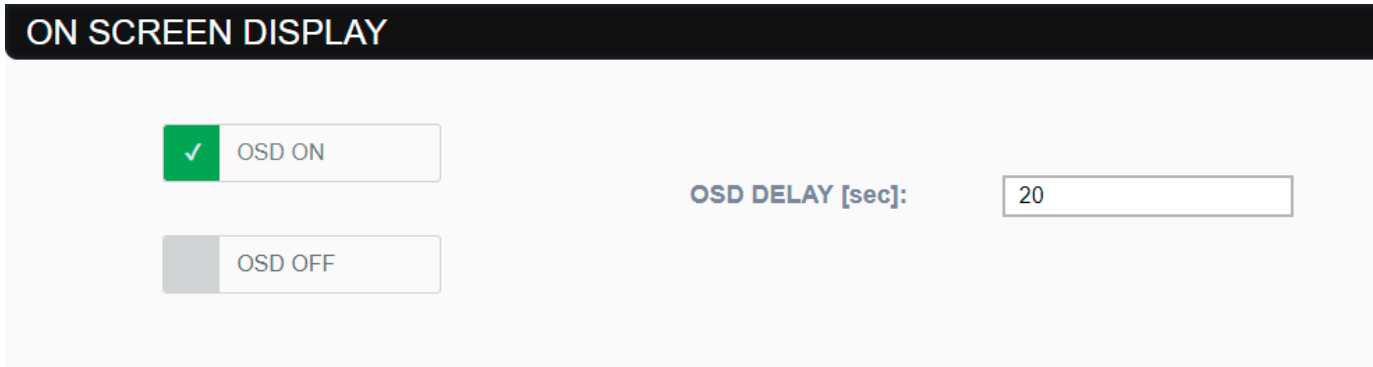 ON SCREEN DISPLAY
OSD ON
OSD DELAY [sec]: 20
OSD OFF